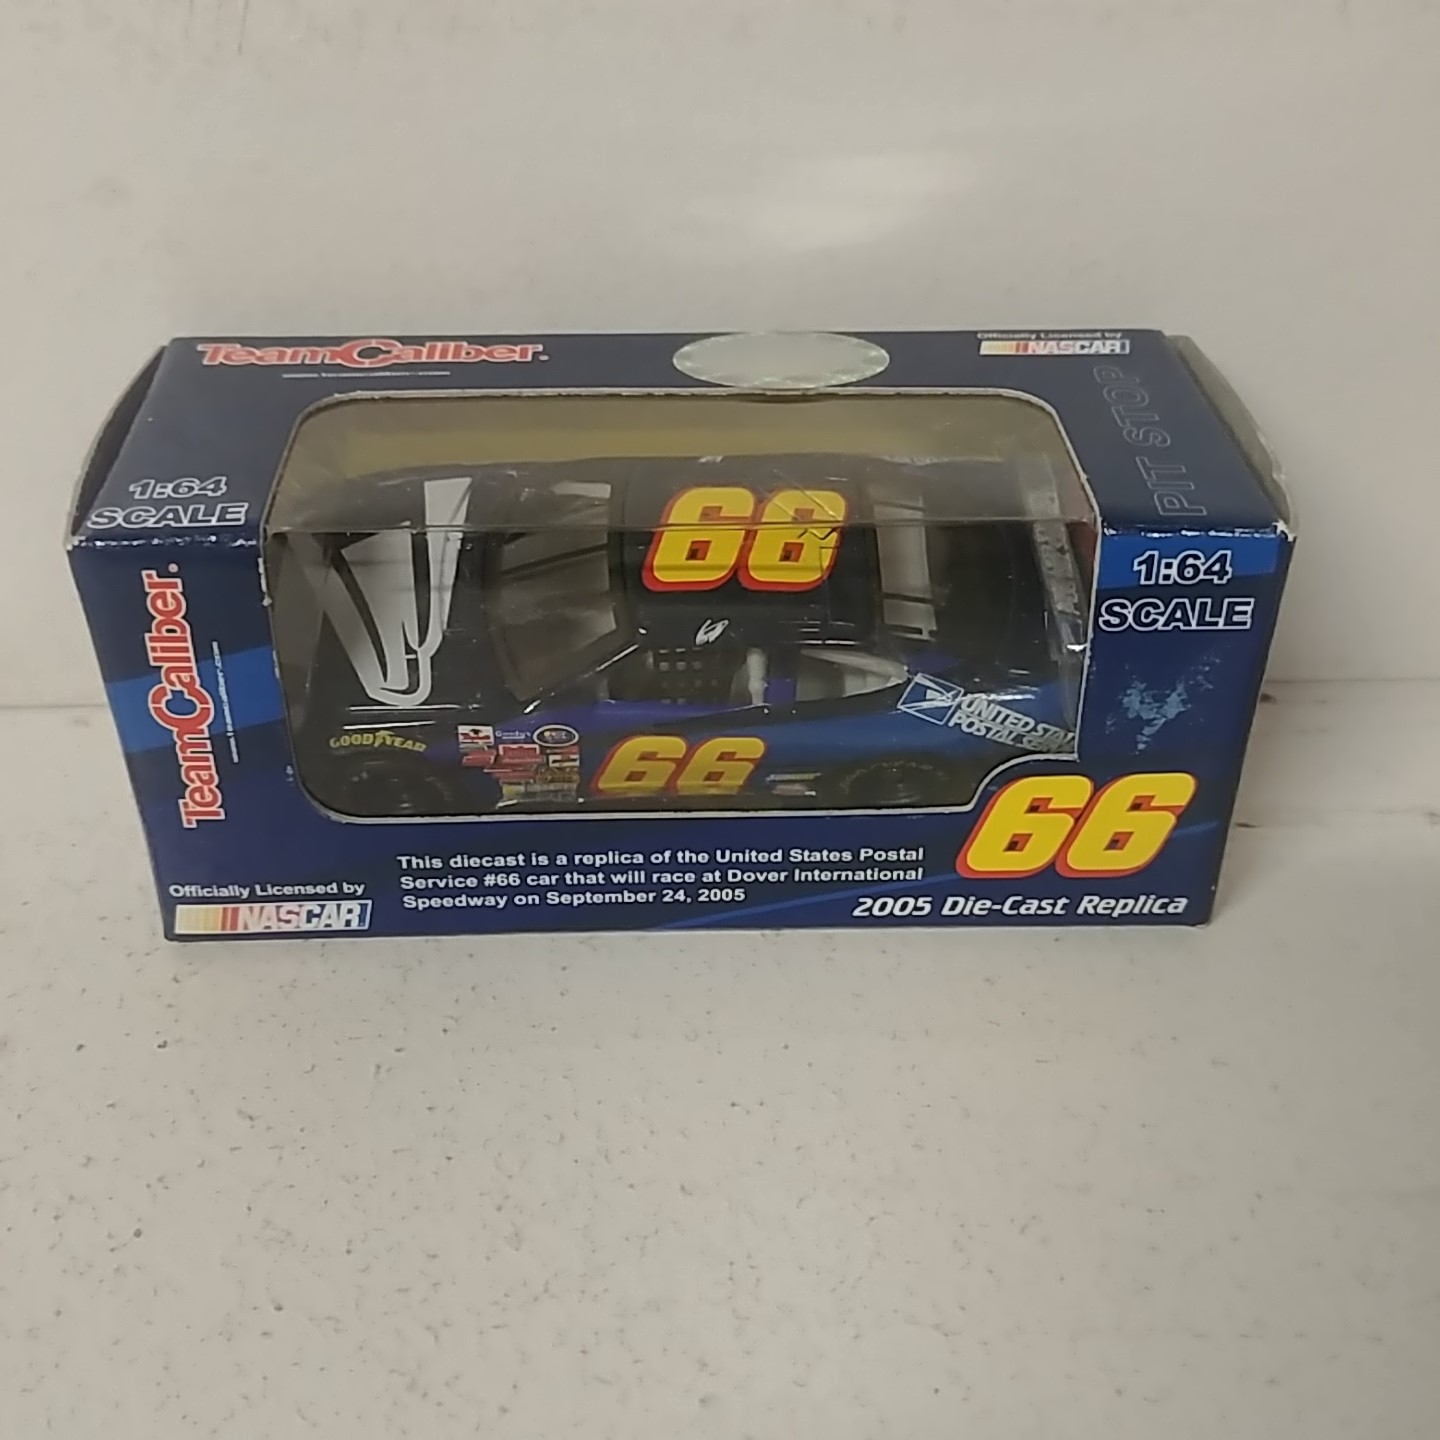 TeamCaliber.
Officially Licensed by
NASCAR
PIT STOP
1:64
SCALE
1:64
SCALE
TeamCaliber.
66
GOODYEAR
66
UNITED STA
POSTAL SE
66
This diecast is a replica of the United States Postal
Service #66 car that will race at Dover International
Speedway on September 24, 2005
2005 Die-Cast Replica
Officially Licensed by
NASCAR